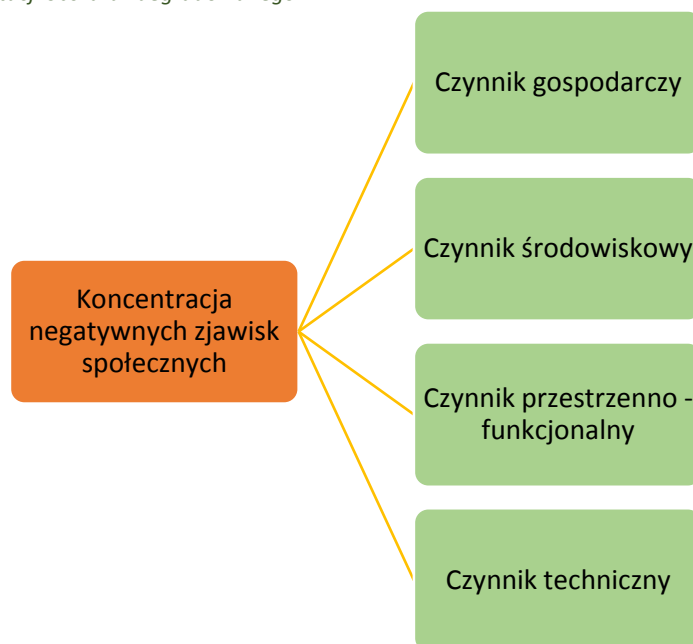 Czynnik gospodarczy
Czynnik środowiskowy
Koncentracja
negatywnych zjawisk
społecznych
Czynnik przestrzenno -
funkcjonalny
Czynnik techniczny